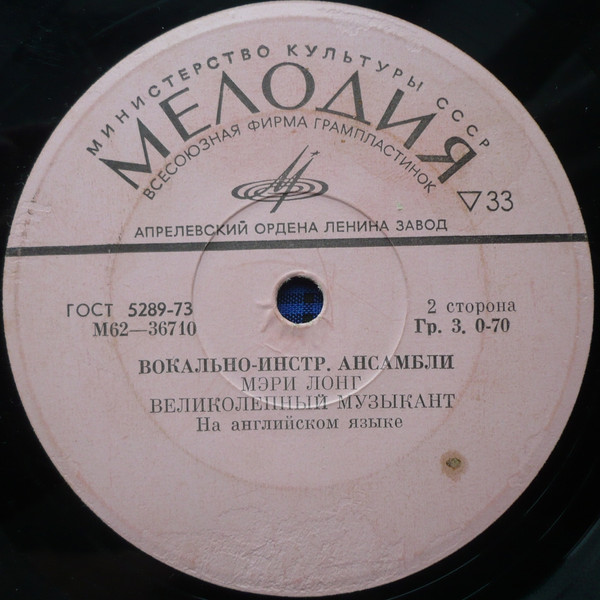 МИНИСТЕРСТВО КУЛЬТУРЫ СССР
МЕЛОДИЯ
ВСЕСОЮЗНАЯ ФИРМА ГРАМПЛАСТИНОК
▽33
АПРЕЛЕВСКИЙ ОРДЕНА ЛЕНИНА ЗАВОД
ГОСТ 5289-73
М62—36710
2 сторона
Гр. 3. 0-70
ВОКАЛЬНО-ИНСТР. АНСАМБЛИ
МЭРИ ЛОНГ
ВЕЛИКОЛЕПНЫЙ МУЗЫКАНТ
На английском языке